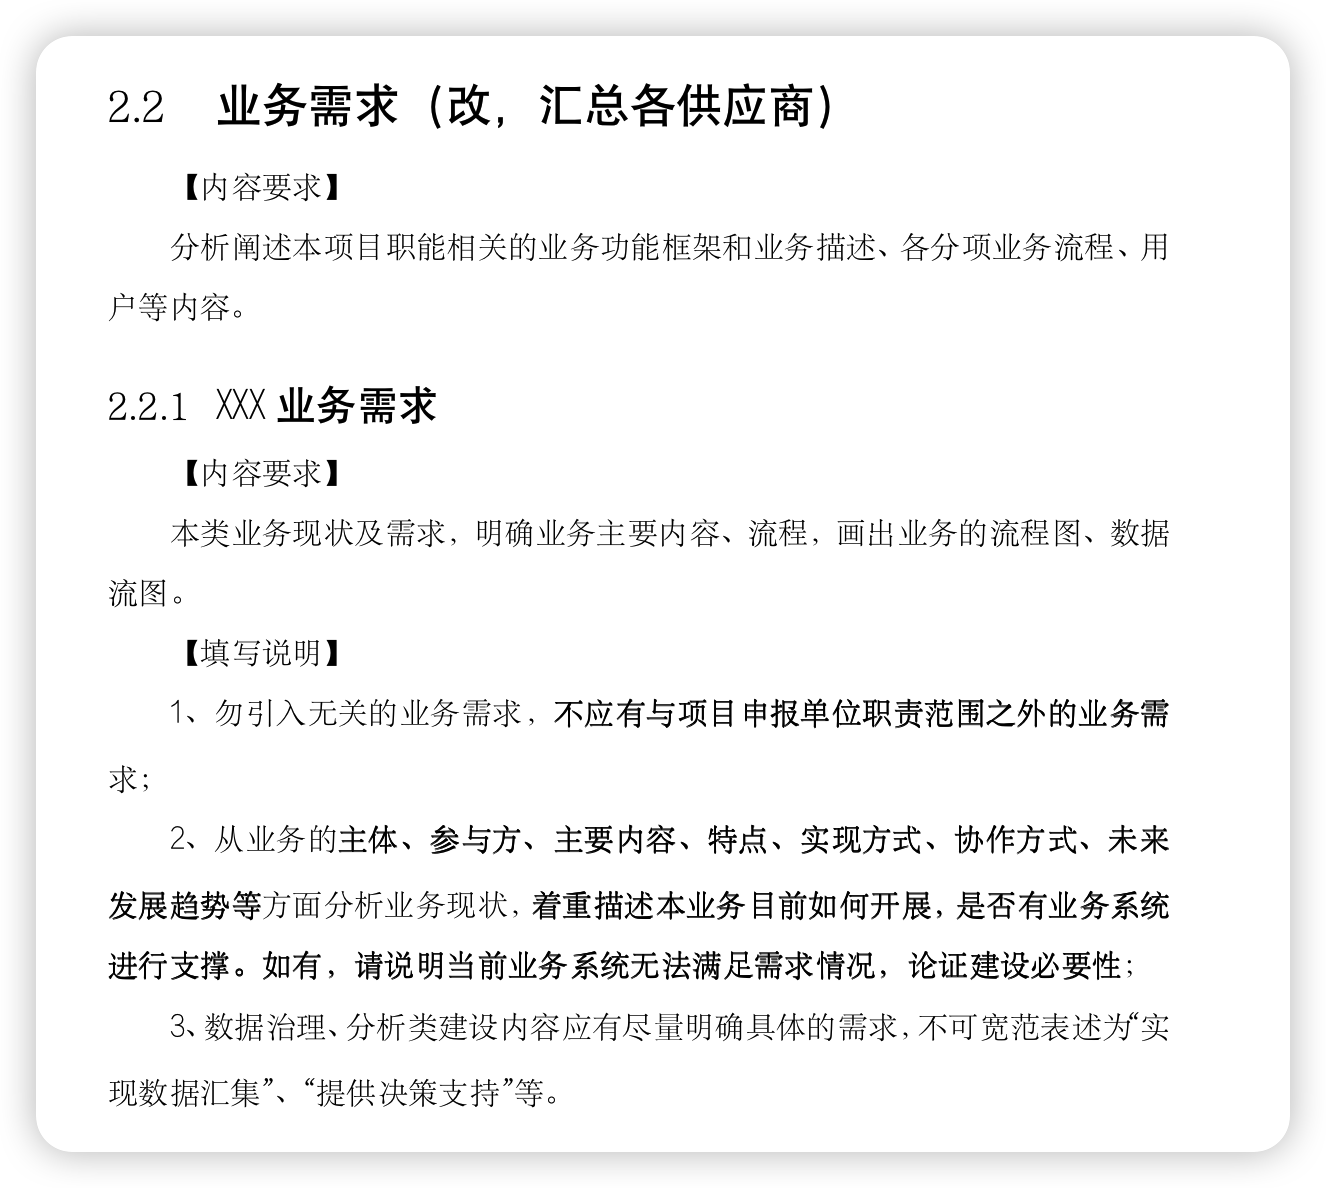 2.2 业务需求（改，汇总各供应商）
【内容要求】
分析阐述本项目职能相关的业务功能框架和业务描述、各分项业务流程、用
户等内容。
2.2.1 XXX 业务需求
【内容要求】
本类业务现状及需求，明确业务主要内容、流程，画出业务的流程图、数据
流图。
【填写说明】
1、勿引入无关的业务需求，不应有与项目申报单位职责范围之外的业务需
求；
2、从业务的主体、参与方、主要内容、特点、实现方式、协作方式、未来
发展趋势等方面分析业务现状，着重描述本业务目前如何开展，是否有业务系统
进行支撑。如有，请说明当前业务系统无法满足需求情况，论证建设必要性；
3、数据治理、分析类建设内容应有尽量明确具体的需求，不可宽范表述为“实
现数据汇集”、“提供决策支持”等。